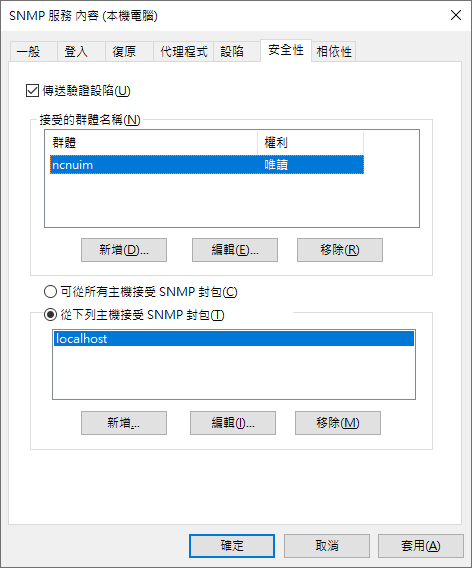 SNMP 服務 內容 (本機電腦)
一般 登入 復原 代理程式 設陷 安全性 相依性
傳送驗證設陷(U)
接受的群體名稱(N)
群體 權利
ncnuim 唯讀
新增(D)... 編輯(E)... 移除(R)
可從所有主機接受 SNMP 封包(C)
從下列主機接受 SNMP 封包(T)
localhost
新增... 編輯(I)... 移除(M)
確定 取消 套用(A)